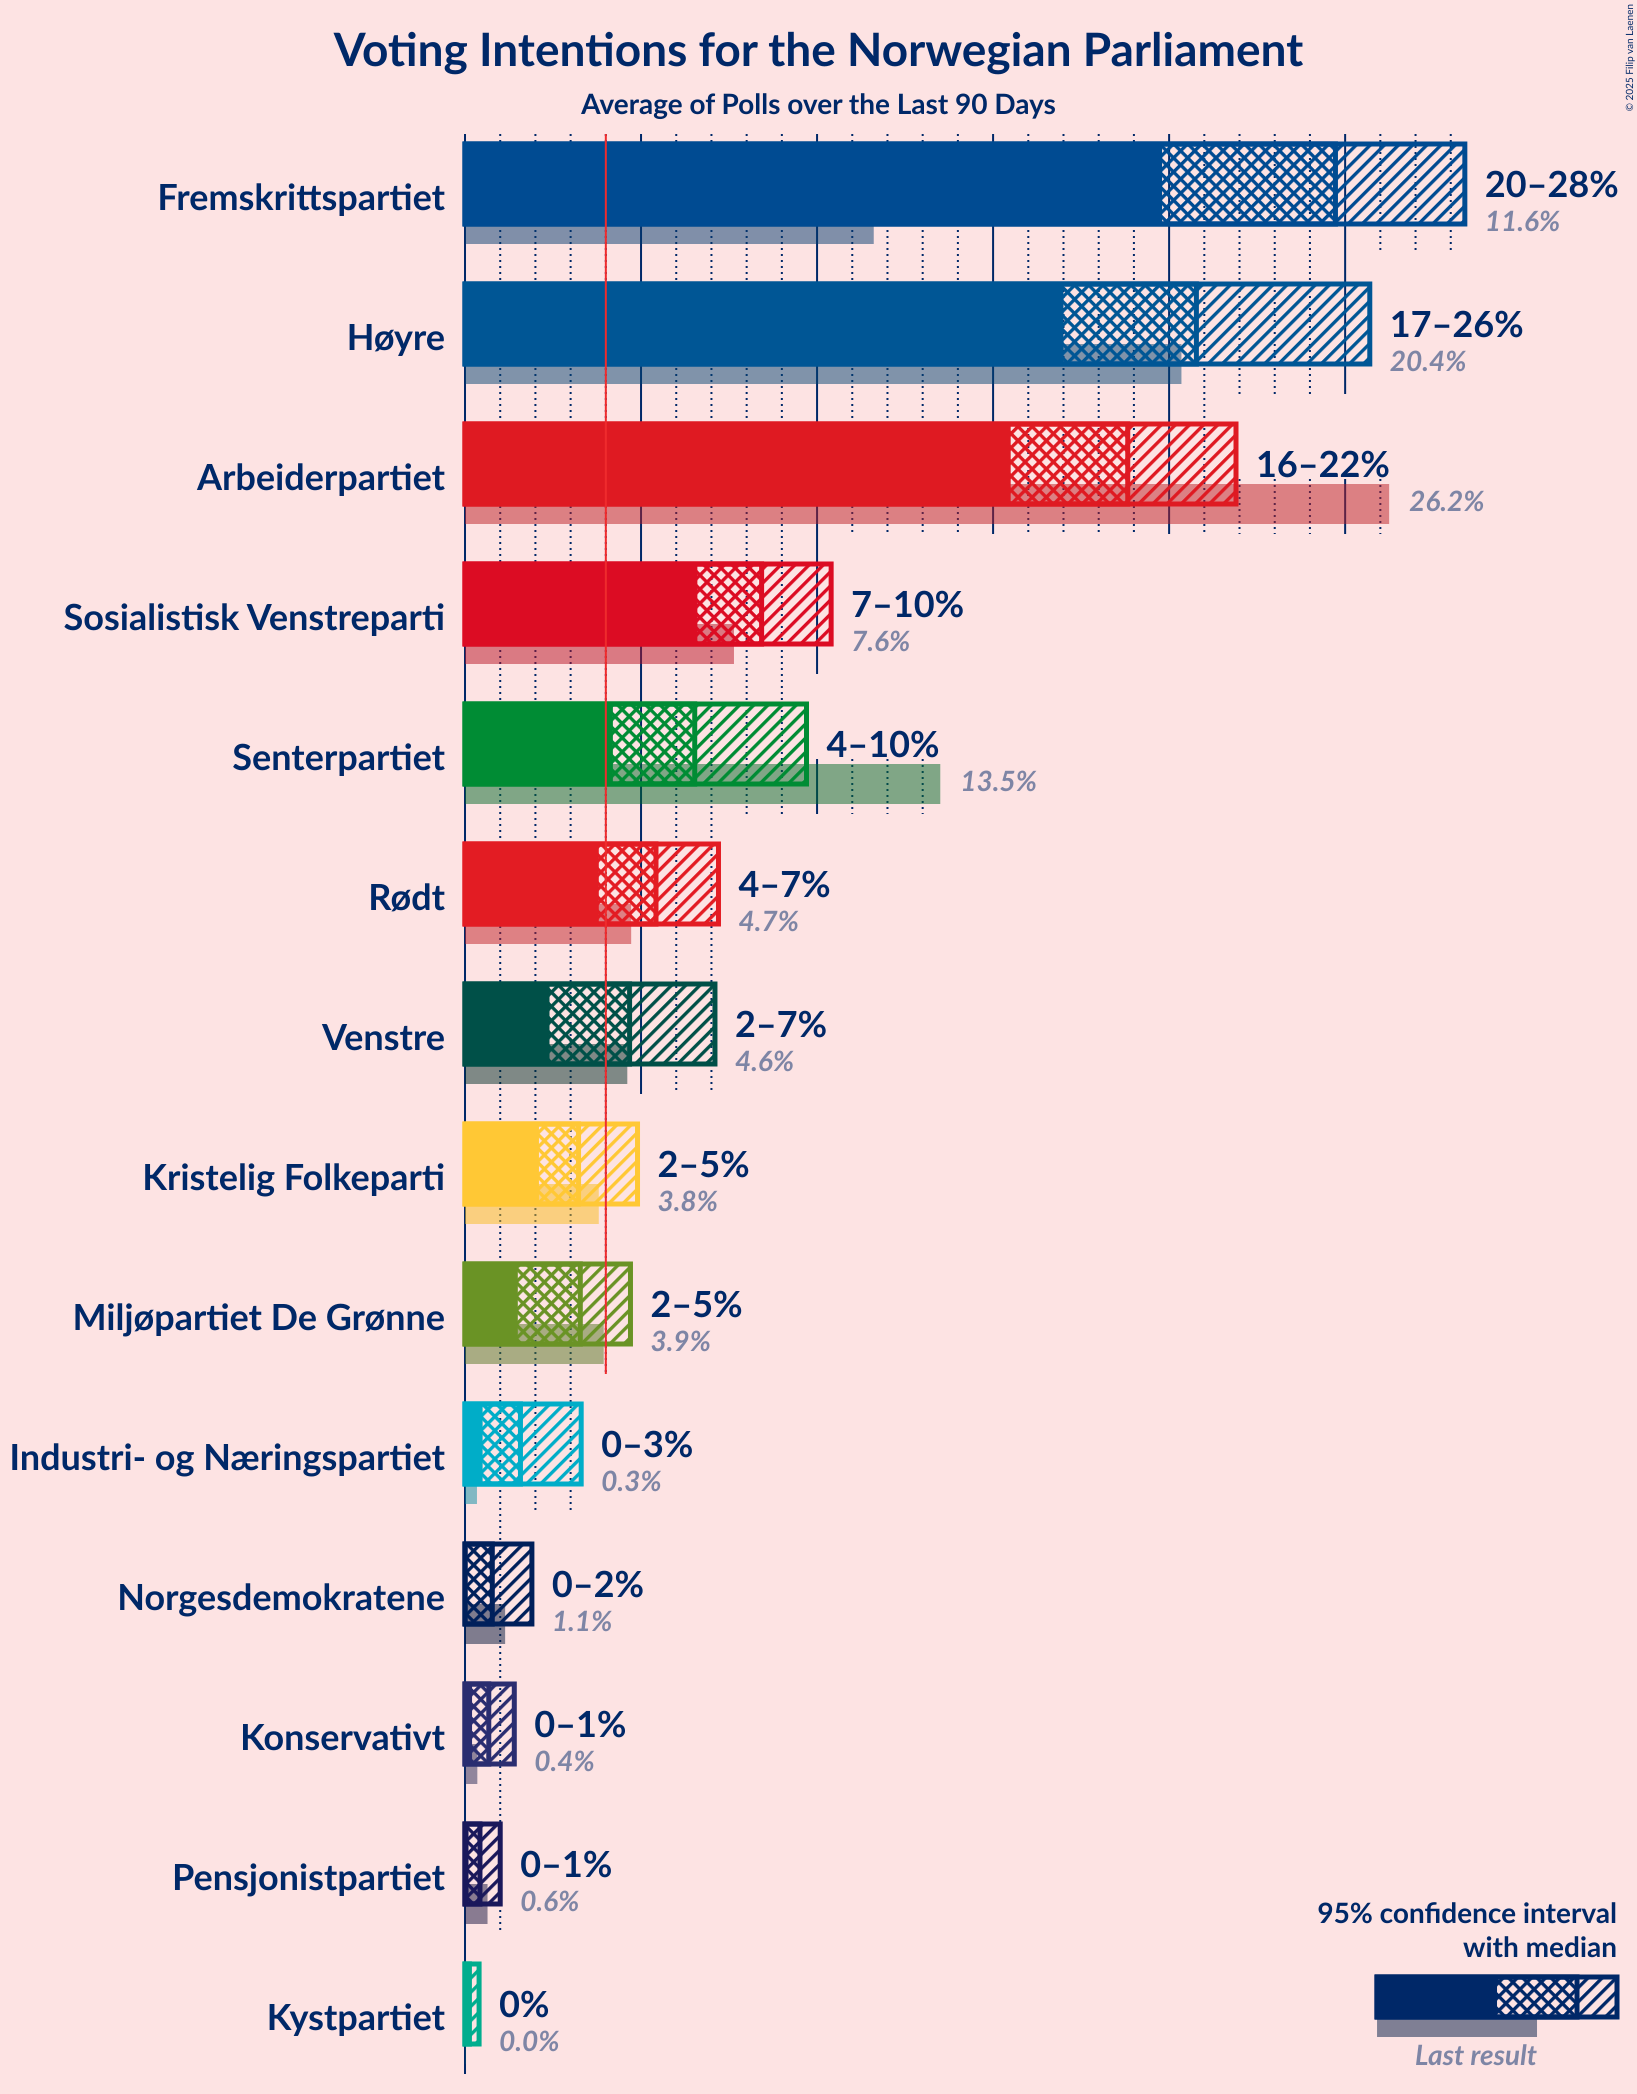 Voting Intentions for the Norwegian Parliament
Average of Polls over the Last 90 Days
© 2025 Filip van Laenen
Fremskrittspartiet
20–28%
11.6%
Høyre
17–26%
20.4%
Arbeiderpartiet
16–22%
26.2%
Sosialistisk Venstreparti
7–10%
7.6%
Senterpartiet
4–10%
13.5%
Rødt
4–7%
4.7%
Venstre
2–7%
4.6%
Kristelig Folkeparti
2–5%
3.8%
Miljøpartiet De Grønne
2–5%
3.9%
Industri- og Næringspartiet
0–3%
0.3%
Norgesdemokratene
0–2%
1.1%
Konservativt
0–1%
0.4%
Pensjonistpartiet
0–1%
0.6%
Kystpartiet
0%
0.0%
95% confidence interval
with median
Last result